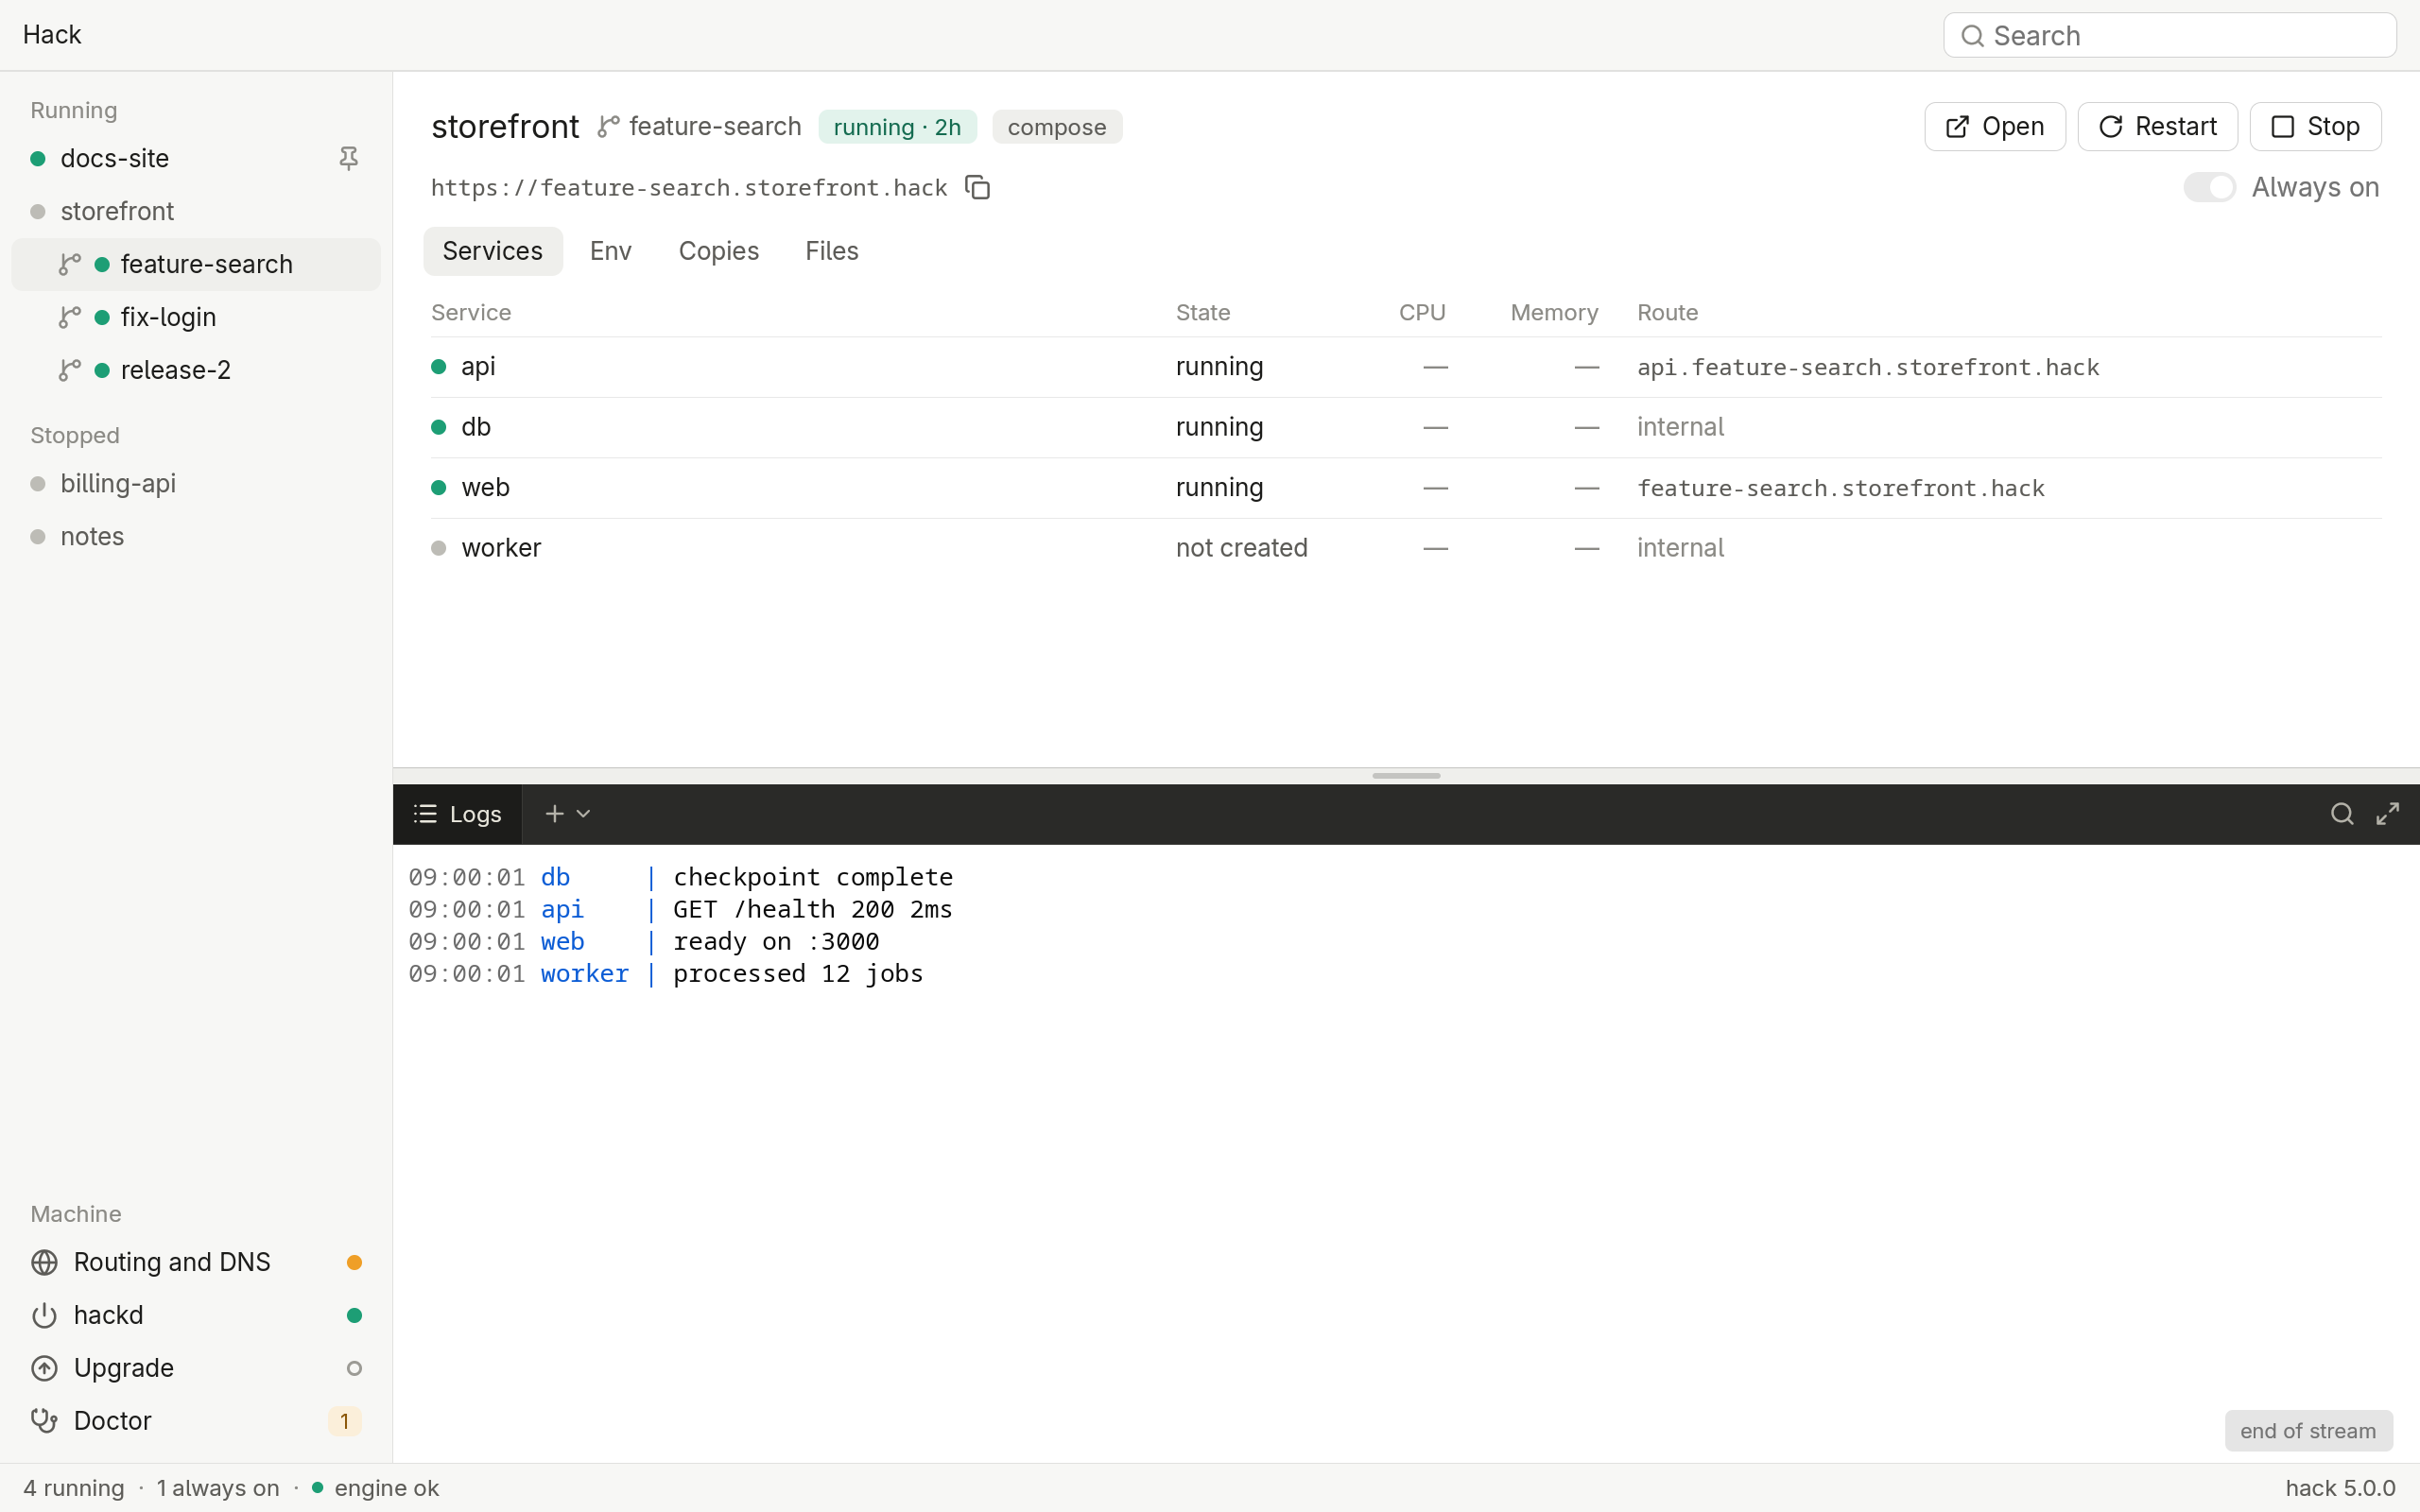 Hack
Search
Running
docs-site
storefront
feature-search
fix-login
release-2
Stopped
billing-api
notes
Machine
Routing and DNS
hackd
Upgrade
Doctor 1
storefront feature-search running · 2h compose
Open Restart Stop
https://feature-search.storefront.hack
Always on
Services Env Copies Files
Service State CPU Memory Route
api running — — api.feature-search.storefront.hack
db running — — internal
web running — — feature-search.storefront.hack
worker not created — — internal
Logs
09:00:01 db | checkpoint complete
09:00:01 api | GET /health 200 2ms
09:00:01 web | ready on :3000
09:00:01 worker | processed 12 jobs
end of stream
4 running · 1 always on · engine ok
hack 5.0.0